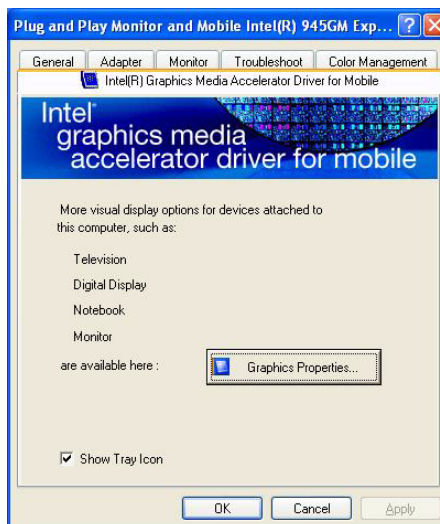 Plug and Play Monitor and Mobile Intel(R) 945GM Exp...
General Adapter Monitor Troubleshoot Color Management
Intel(R) Graphics Media Accelerator Driver for Mobile
Intel®
graphics media
accelerator driver for mobile
More visual display options for devices attached to
this computer, such as:
Television
Digital Display
Notebook
Monitor
are available here : Graphics Properties...
Show Tray Icon
OK Cancel Apply